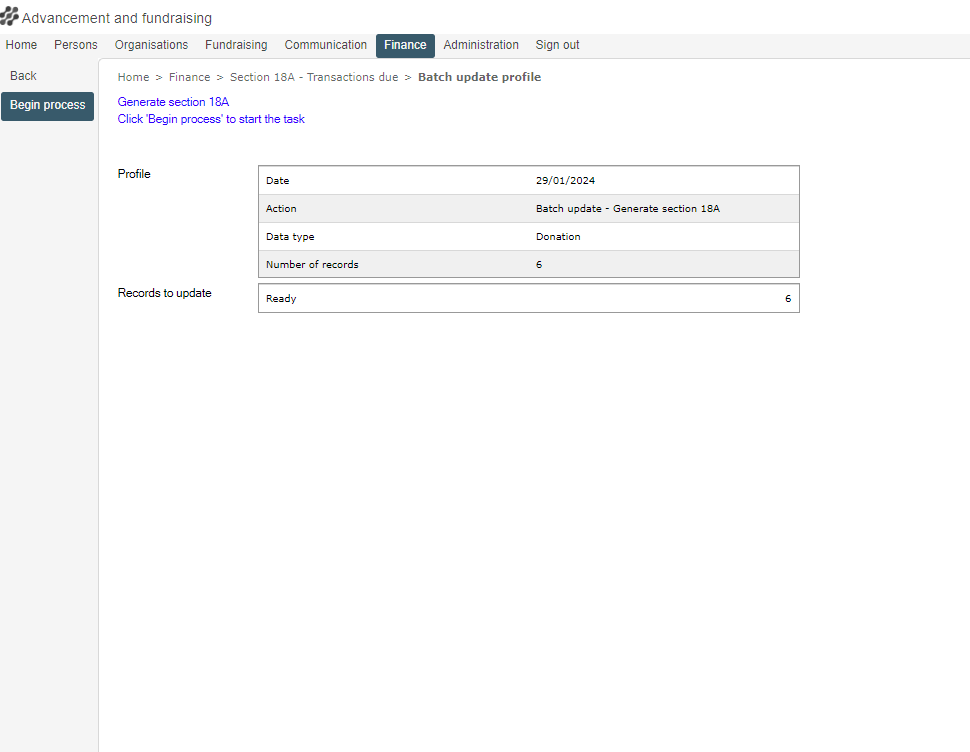 Advancement and fundraising
Home Persons Organisations Fundraising Communication Finance Administration Sign out
Back
Begin process
Home > Finance > Section 18A - Transactions due > Batch update profile
Generate section 18A
Click 'Begin process' to start the task
Profile
Date 29/01/2024
Action Batch update - Generate section 18A
Data type Donation
Number of records 6
Records to update
Ready 6